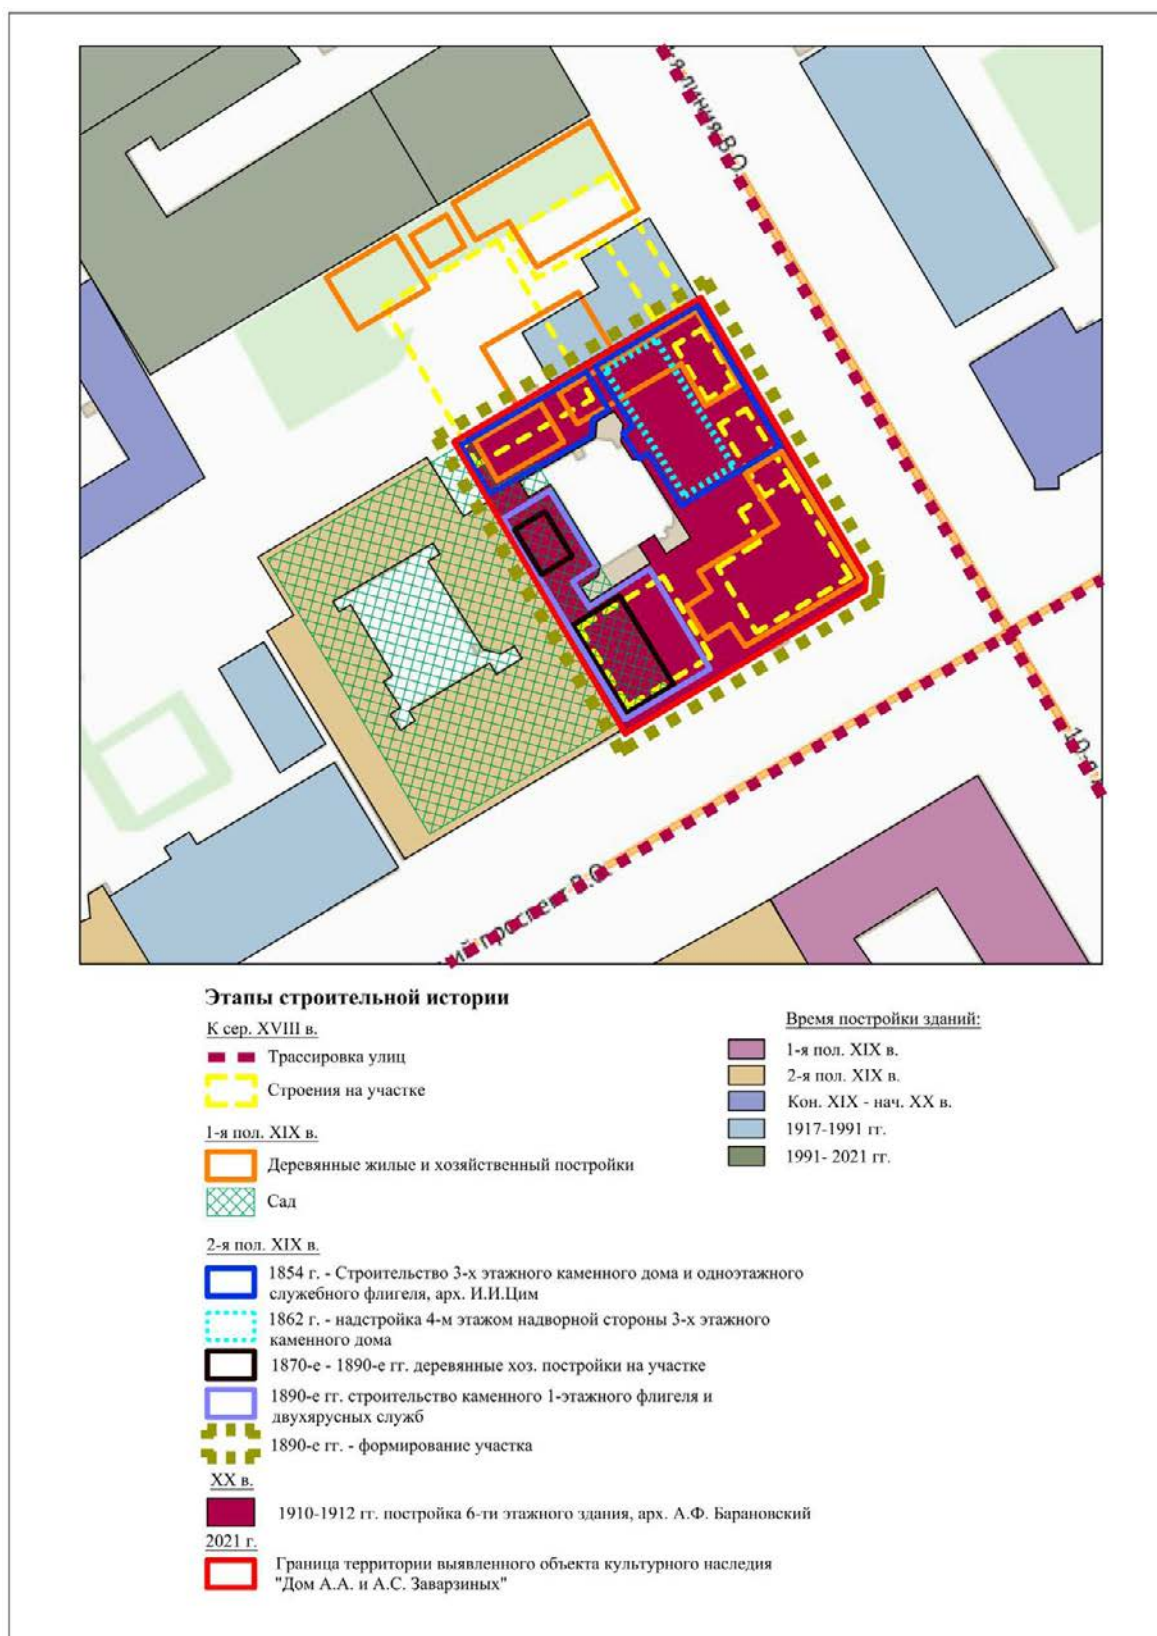 я линия В.О.
10-я
ий проспект В.О.
Этапы строительной истории
К сер. XVIII в.
Трассировка улиц
Строения на участке
1-я пол. XIX в.
Деревянные жилые и хозяйственный постройки
Сад
2-я пол. XIX в.
1854 г. - Строительство 3-х этажного каменного дома и одноэтажного
служебного флигеля, арх. И.И.Цим
1862 г. - надстройка 4-м этажом надворной стороны 3-х этажного
каменного дома
1870-е - 1890-е гг. деревянные хоз. постройки на участке
1890-е гг. строительство каменного 1-этажного флигеля и
двухярусных служб
1890-е гг. - формирование участка
XX в.
1910-1912 гг. постройка 6-ти этажного здания, арх. А.Ф. Барановский
2021 г.
Граница территории выявленного объекта культурного наследия
"Дом А.А. и А.С. Заварзиных"
Время постройки зданий:
1-я пол. XIX в.
2-я пол. XIX в.
Кон. XIX - нач. XX в.
1917-1991 гг.
1991- 2021 гг.